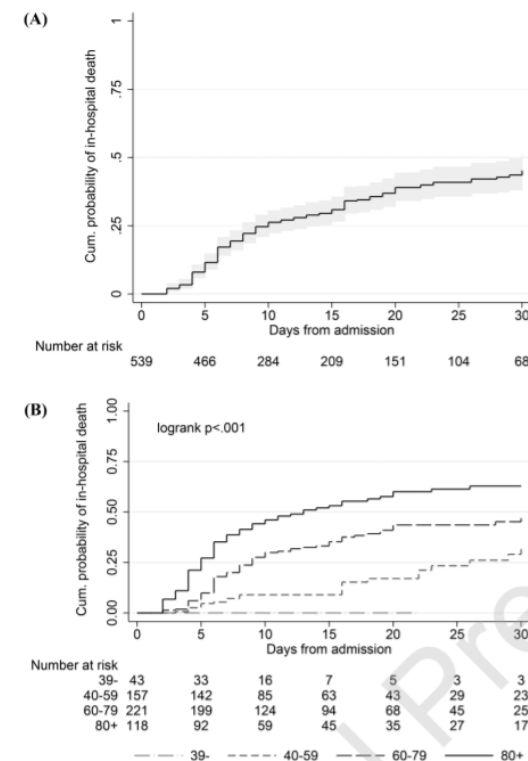 (A)
Cum. probability of in-hospital death
1
.75
.5
.25
0
0 5 10 15 20 25 30
Days from admission
Number at risk
539 466 284 209 151 104 68
(B)
Cum. probability of in-hospital death
1.00
0.75
0.50
0.25
0.00
logrank p<.001
0 5 10 15 20 25 30
Days from admission
Number at risk
39- 43 33 16 7 5 3 3
40-59 157 142 85 63 43 29 23
60-79 221 199 124 94 68 45 25
80+ 118 92 59 45 35 27 17
39- 40-59 60-79 80+
l Pre